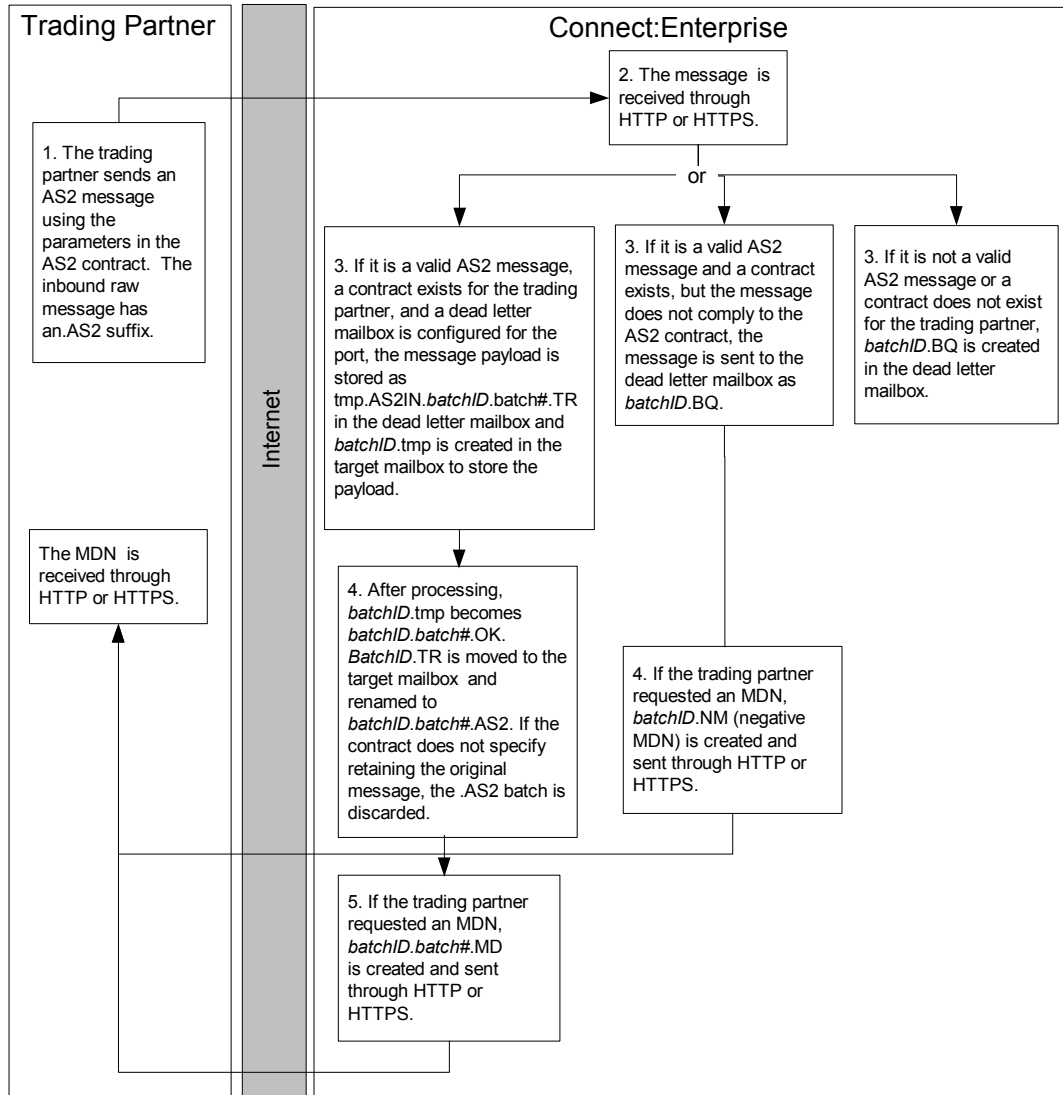 Trading Partner
Connect:Enterprise
Internet
1. The trading
partner sends an
AS2 message
using the
parameters in the
AS2 contract.  The
inbound raw
message has
an.AS2 suffix.
2. The message  is
received through
HTTP or HTTPS.
or
3. If it is a valid AS2 message,
a contract exists for the trading
partner, and a dead letter
mailbox is configured for the
port, the message payload is
stored as
tmp.AS2IN.batchID.batch#.TR
in the dead letter mailbox and
batchID.tmp is created in the
target mailbox to store the
payload.
3. If it is a valid AS2
message and a contract
exists, but the message
does not comply to the
AS2 contract, the
message is sent to the
dead letter mailbox as
batchID.BQ.
3. If it is not a valid
AS2 message or a
contract does not exist
for the trading partner,
batchID.BQ is created
in the dead letter
mailbox.
4. After processing,
batchID.tmp becomes
batchID.batch#.OK.
BatchID.TR is moved to the
target mailbox  and
renamed to
batchID.batch#.AS2. If the
contract does not specify
retaining the original
message, the .AS2 batch is
discarded.
4. If the trading partner
requested an MDN,
batchID.NM (negative
MDN) is created and
sent through HTTP or
HTTPS.
5. If the trading partner
requested an MDN,
batchID.batch#.MD
is created and sent
through HTTP or
HTTPS.
The MDN  is
received through
HTTP or HTTPS.